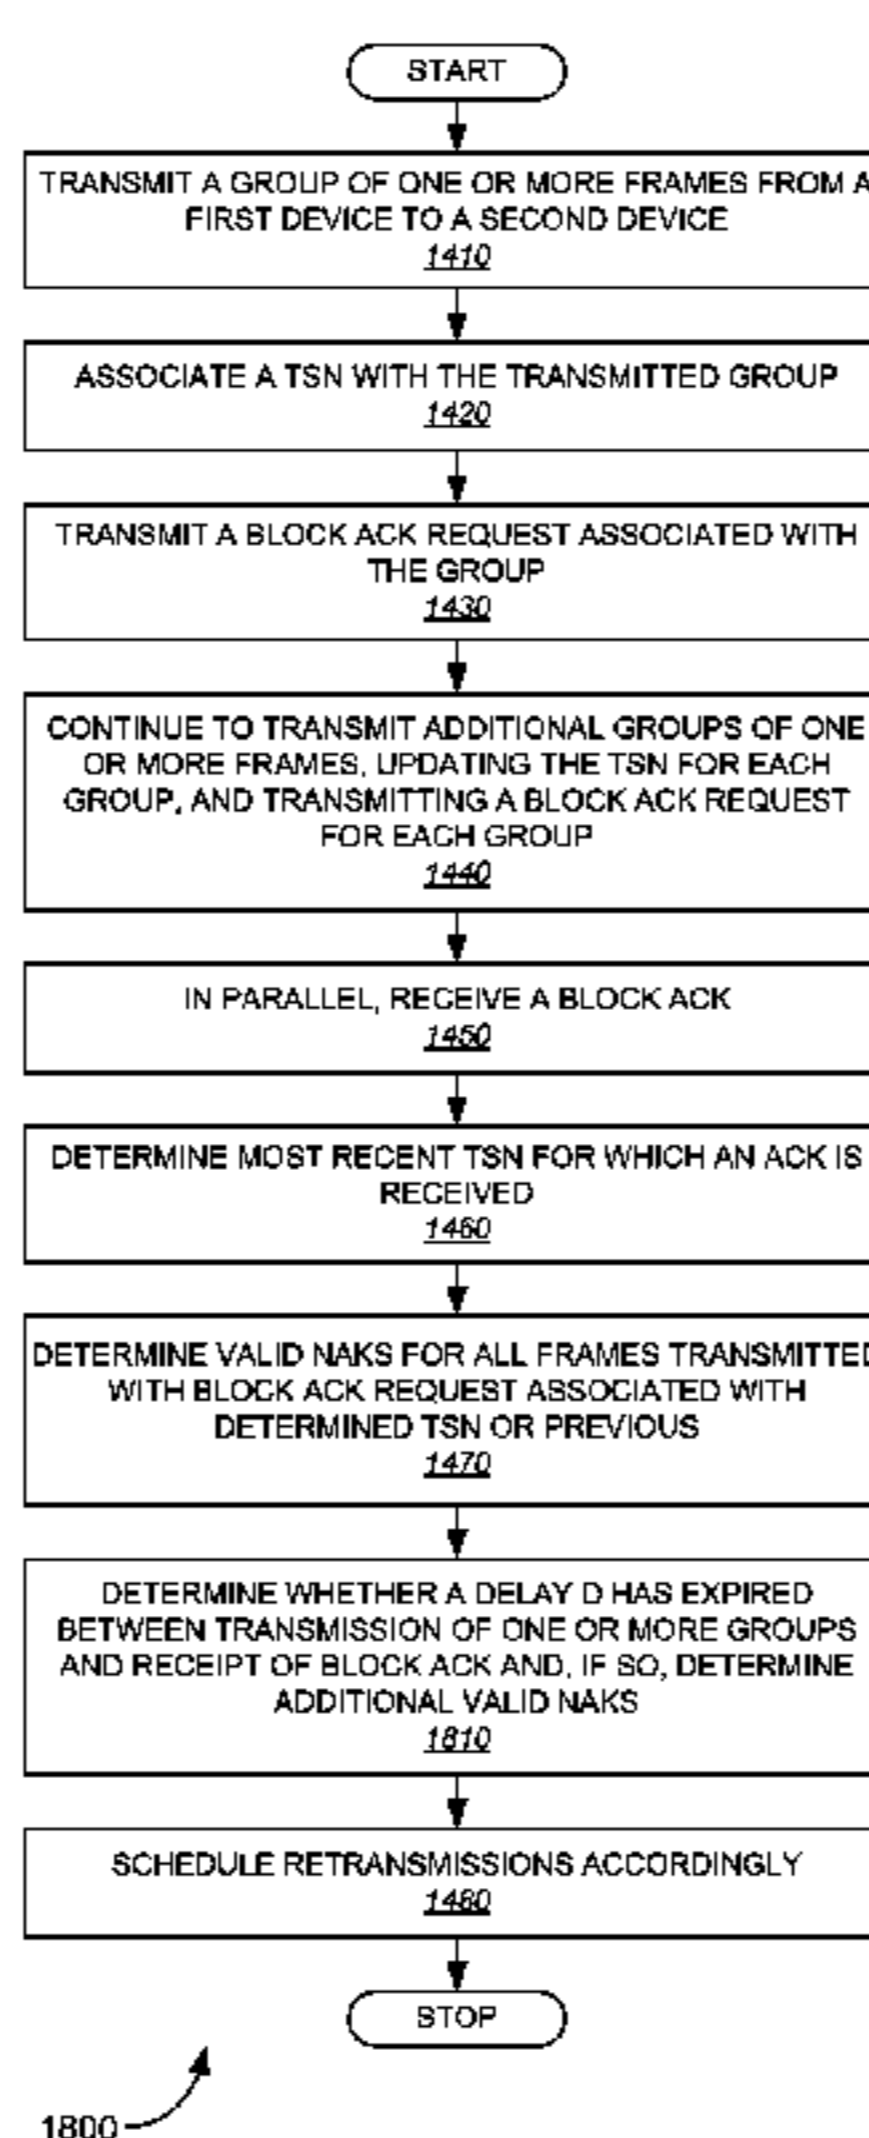 START
TRANSMIT A GROUP OF ONE OR MORE FRAMES FROM A
FIRST DEVICE TO A SECOND DEVICE
1410
ASSOCIATE A TSN WITH THE TRANSMITTED GROUP
1420
TRANSMIT A BLOCK ACK REQUEST ASSOCIATED WITH
THE GROUP
1430
CONTINUE TO TRANSMIT ADDITIONAL GROUPS OF ONE
OR MORE FRAMES, UPDATING THE TSN FOR EACH
GROUP, AND TRANSMITTING A BLOCK ACK REQUEST
FOR EACH GROUP
1440
IN PARALLEL, RECEIVE A BLOCK ACK
1450
DETERMINE MOST RECENT TSN FOR WHICH AN ACK IS
RECEIVED
1460
DETERMINE VALID NAKS FOR ALL FRAMES TRANSMITTED
WITH BLOCK ACK REQUEST ASSOCIATED WITH
DETERMINED TSN OR PREVIOUS
1470
DETERMINE WHETHER A DELAY D HAS EXPIRED
BETWEEN TRANSMISSION OF ONE OR MORE GROUPS
AND RECEIPT OF BLOCK ACK AND, IF SO, DETERMINE
ADDITIONAL VALID NAKS
1810
SCHEDULE RETRANSMISSIONS ACCORDINGLY
1480
STOP
1800